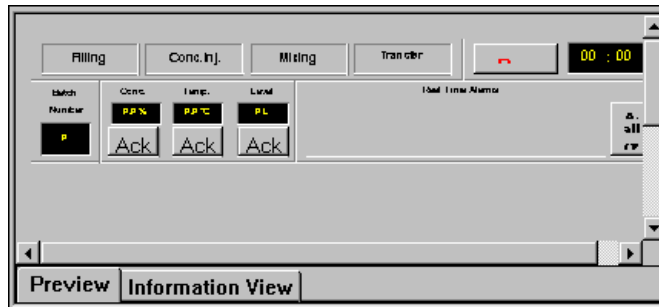 Filling Conc. Inj. Mixing Transfer 00 : 00
Batch Conc. Temp. Level Real Time Alarms
Number P.P % P.P °C P L
P Ack Ack Ack all
Preview Information View